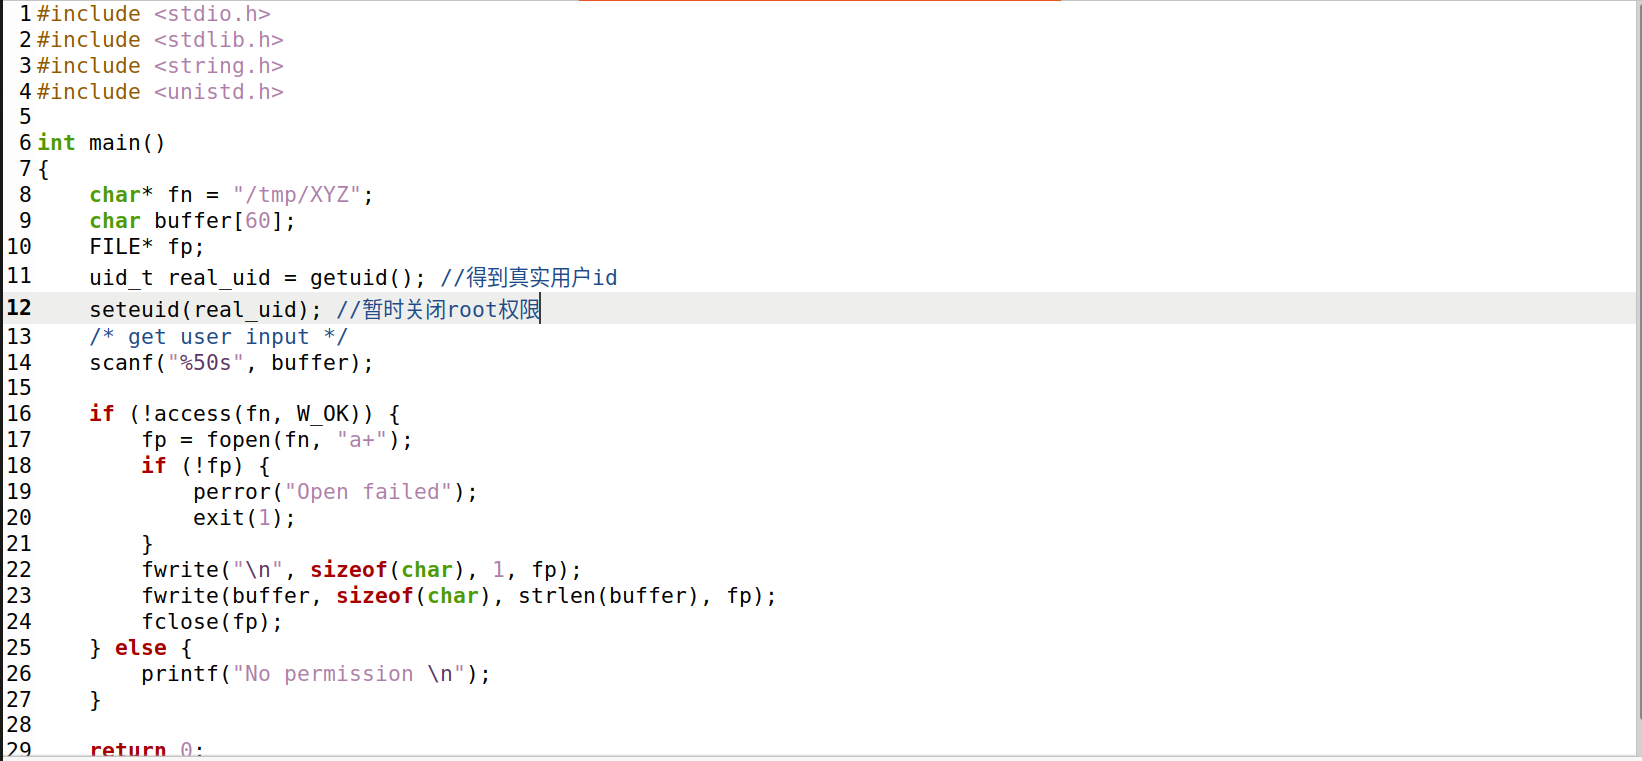 1 #include <stdio.h>
2 #include <stdlib.h>
3 #include <string.h>
4 #include <unistd.h>
5
6 int main()
7 {
8     char* fn = "/tmp/XYZ";
9     char buffer[60];
10     FILE* fp;
11     uid_t real_uid = getuid(); //得到真实用户id
12     seteuid(real_uid); //暂时关闭root权限
13     /* get user input */
14     scanf("%50s", buffer);
15
16     if (!access(fn, W_OK)) {
17         fp = fopen(fn, "a+");
18         if (!fp) {
19             perror("Open failed");
20             exit(1);
21         }
22         fwrite("\n", sizeof(char), 1, fp);
23         fwrite(buffer, sizeof(char), strlen(buffer), fp);
24         fclose(fp);
25     } else {
26         printf("No permission \n");
27     }
28
29     return 0;